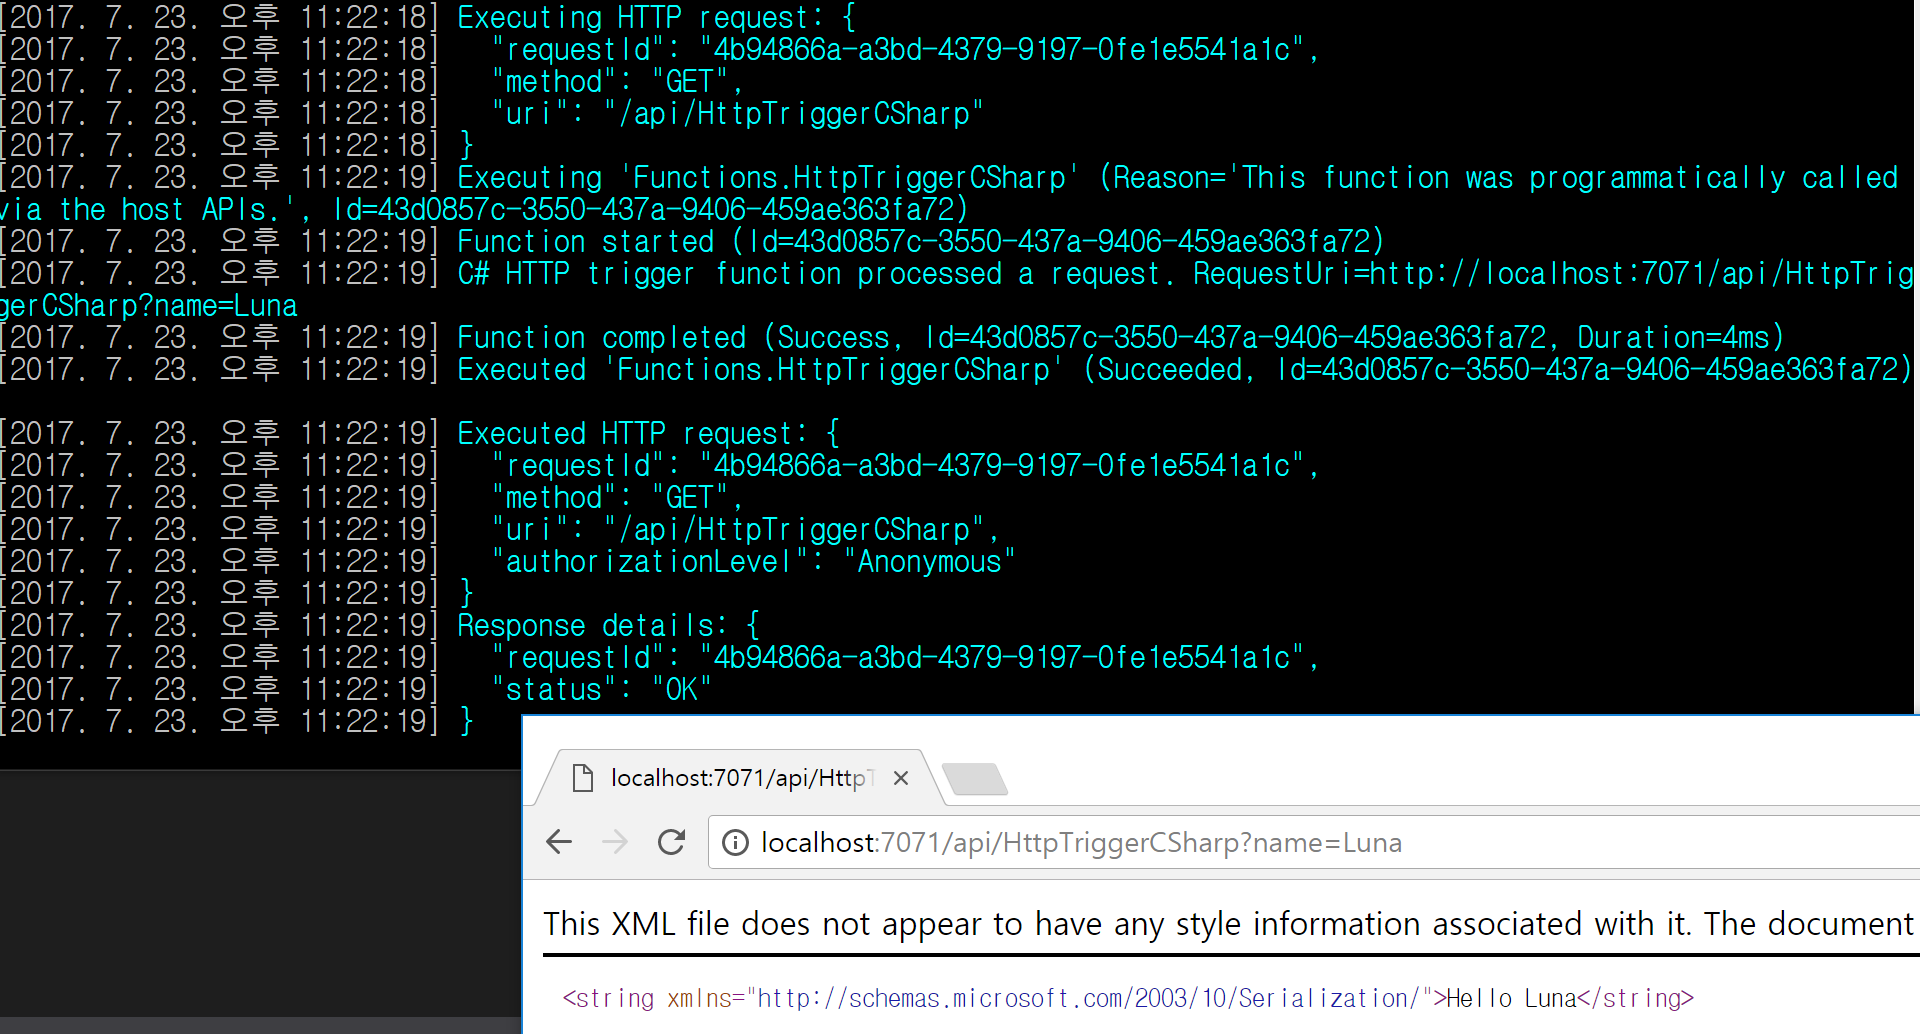 [2017. 7. 23. 오후 11:22:18] Executing HTTP request: {
[2017. 7. 23. 오후 11:22:18]   "requestId": "4b94866a-a3bd-4379-9197-0fe1e5541a1c",
[2017. 7. 23. 오후 11:22:18]   "method": "GET",
[2017. 7. 23. 오후 11:22:18]   "uri": "/api/HttpTriggerCSharp"
[2017. 7. 23. 오후 11:22:18] }
[2017. 7. 23. 오후 11:22:19] Executing 'Functions.HttpTriggerCSharp' (Reason='This function was programmatically called
via the host APIs.', Id=43d0857c-3550-437a-9406-459ae363fa72)
[2017. 7. 23. 오후 11:22:19] Function started (Id=43d0857c-3550-437a-9406-459ae363fa72)
[2017. 7. 23. 오후 11:22:19] C# HTTP trigger function processed a request. RequestUri=http://localhost:7071/api/HttpTrig
gerCSharp?name=Luna
[2017. 7. 23. 오후 11:22:19] Function completed (Success, Id=43d0857c-3550-437a-9406-459ae363fa72, Duration=4ms)
[2017. 7. 23. 오후 11:22:19] Executed 'Functions.HttpTriggerCSharp' (Succeeded, Id=43d0857c-3550-437a-9406-459ae363fa72)
[2017. 7. 23. 오후 11:22:19] Executed HTTP request: {
[2017. 7. 23. 오후 11:22:19]   "requestId": "4b94866a-a3bd-4379-9197-0fe1e5541a1c",
[2017. 7. 23. 오후 11:22:19]   "method": "GET",
[2017. 7. 23. 오후 11:22:19]   "uri": "/api/HttpTriggerCSharp",
[2017. 7. 23. 오후 11:22:19]   "authorizationLevel": "Anonymous"
[2017. 7. 23. 오후 11:22:19] }
[2017. 7. 23. 오후 11:22:19] Response details: {
[2017. 7. 23. 오후 11:22:19]   "requestId": "4b94866a-a3bd-4379-9197-0fe1e5541a1c",
[2017. 7. 23. 오후 11:22:19]   "status": "OK"
[2017. 7. 23. 오후 11:22:19] }
localhost:7071/api/HttpT
localhost:7071/api/HttpTriggerCSharp?name=Luna
This XML file does not appear to have any style information associated with it. The document
<string xmlns="http://schemas.microsoft.com/2003/10/Serialization/">Hello Luna</string>